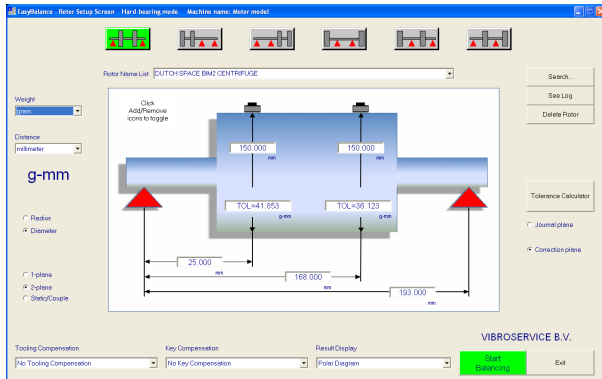 EasyBalance - Rotor Setup Screen Hard-bearing mode Machine name: Motor model
Rotor Name List DUTCH SPACE BIM2 CENTRIFUGE
Search..
See Log
Delete Rotor
Weight
gram
Distance
millimeter
g-mm
Click
Add/Remove
icons to toggle
150.000
mm
150.000
mm
TOL=41.853
g-mm
TOL=36.123
g-mm
25.000
mm
168.000
mm
193.000
mm
Radius
Diameter
1-plane
2-plane
Static/Couple
Tolerance Calculator
Journal plane
Correction plane
VIBROSERVICE B.V.
Tooling Compensation
No Tooling Compensation
Key Compensation
No Key Compensation
Result Display
Polar Diagram
Start
Balancing
Exit